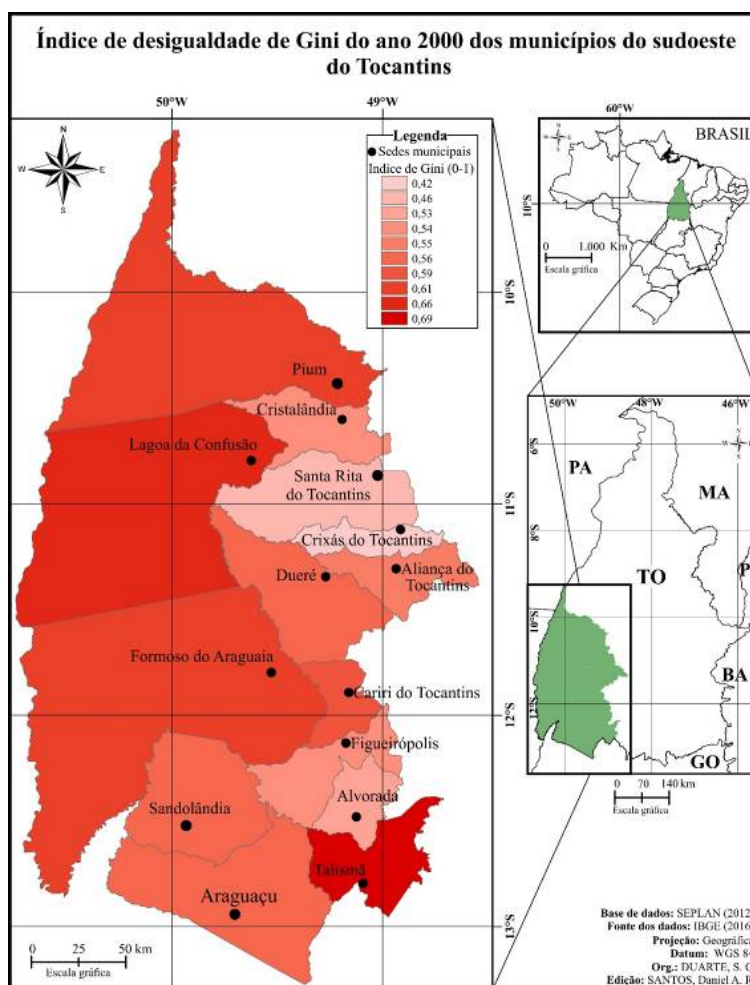 Índice de desigualdade de Gini do ano 2000 dos municípios do sudoeste
do Tocantins
50°W
49°W
N
W
E
S
Legenda
Sedes municipais
Indice de Gini (0-1)
0,42
0,46
0,53
0,54
0,55
0,56
0,59
0,61
0,66
0,69
10°S
11°S
12°S
13°S
Pium
Cristalândia
Lagoa da Confusão
Santa Rita
do Tocantins
Crixás do Tocantins
Dueré
Aliança do
Tocantins
Formoso do Araguaia
Cariri do Tocantins
Figueirópolis
Alvorada
Sandolândia
Talismã
Araguaçu
0 25 50 km
Escala gráfica
60°W
BRASIL
10°S
0 1.000 Km
Escala gráfica
50°W
48°W
46°W
6°S
8°S
10°S
12°S
PA
MA
TO
P
BA
GO
0 70 140 km
Escala gráfica
Base de dados: SEPLAN (2012
Fonte dos dados: IBGE (2016
Projeção: Geográfic
Datum: WGS 84
Org.: DUARTE, S. C
Edição: SANTOS, Daniel A. R